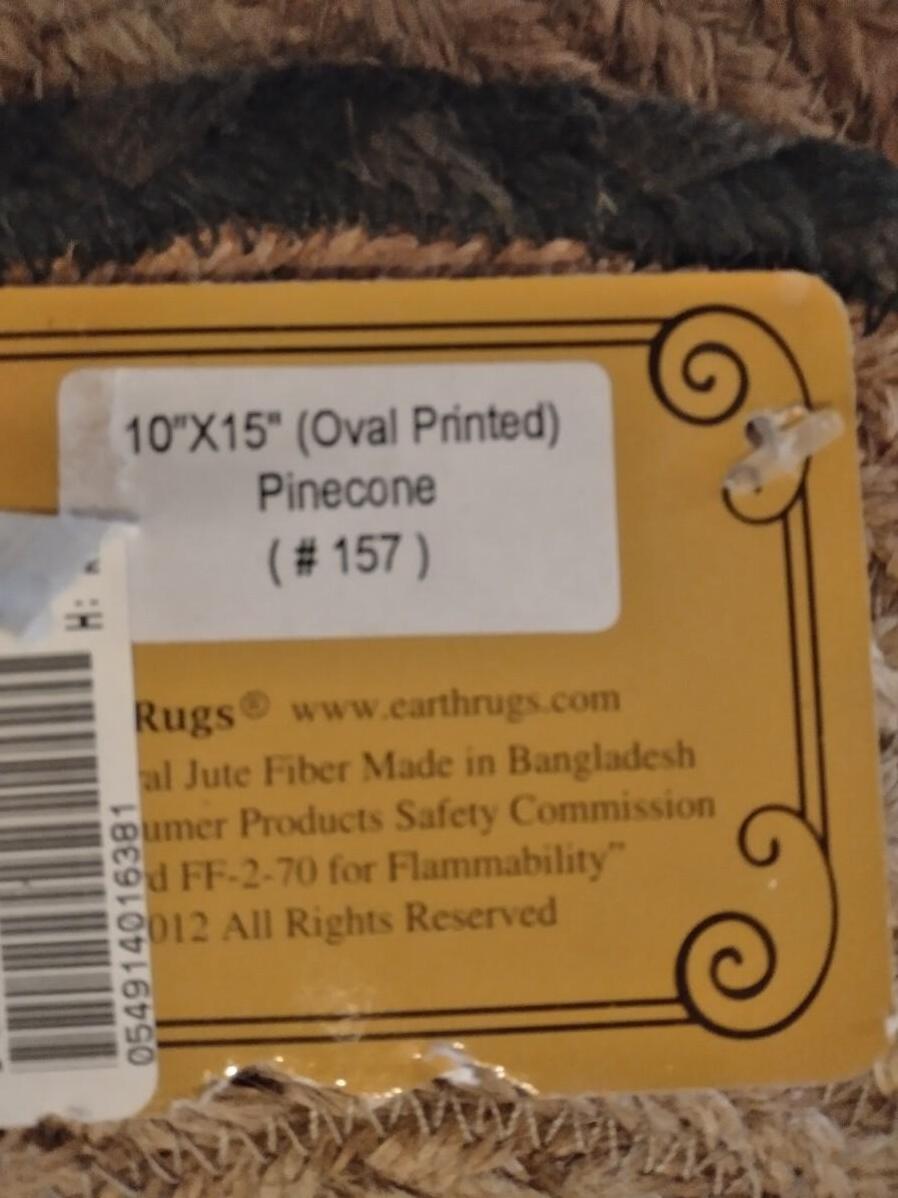 10"X15" (Oval Printed)
Pinecone
( # 157 )
H:
Rugs® www.earthrugs.com
al Jute Fiber Made in Bangladesh
umer Products Safety Commission
d FF-2-70 for Flammability"
012 All Rights Reserved
054914016381